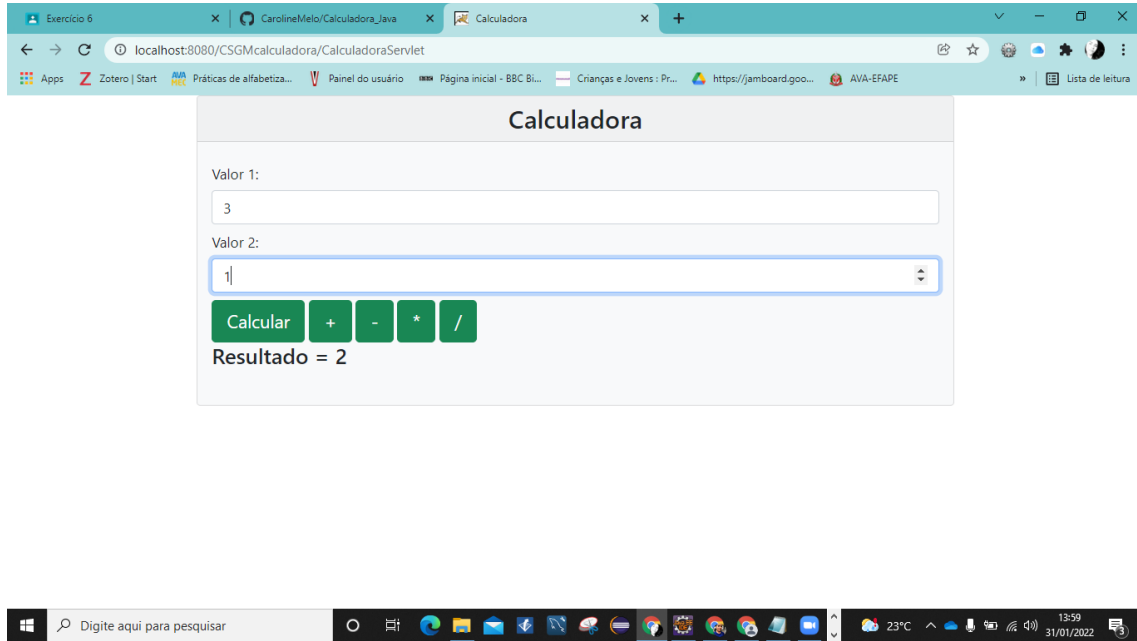 Exercício 6
CarolineMelo/Calculadora_Java
Calculadora
localhost:8080/CSGMcalculadora/CalculadoraServlet
Apps
Zotero | Start
Práticas de alfabetiza...
Painel do usuário
Página inicial - BBC Bi...
Crianças e Jovens : Pr...
https://jamboard.goo...
AVA-EFAPE
»
Lista de leitura
Calculadora
Valor 1:
3
Valor 2:
1
Calcular + - * /
Resultado = 2
Digite aqui para pesquisar
23°C
13:59
31/01/2022